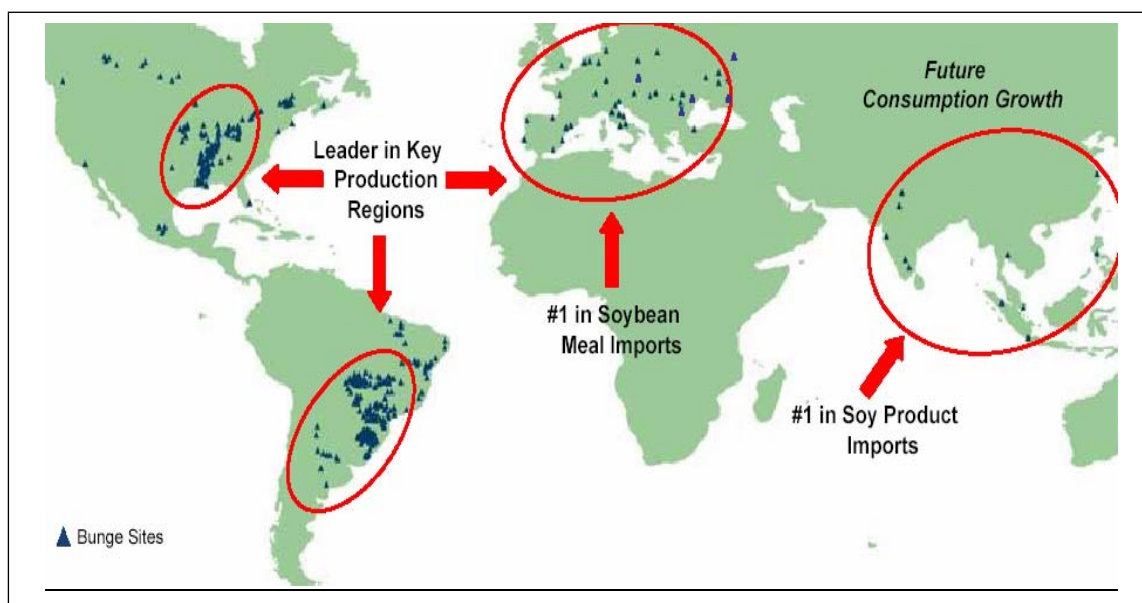 Future
Consumption Growth
Leader in Key
Production
Regions
#1 in Soybean
Meal Imports
#1 in Soy Product
Imports
Bunge Sites